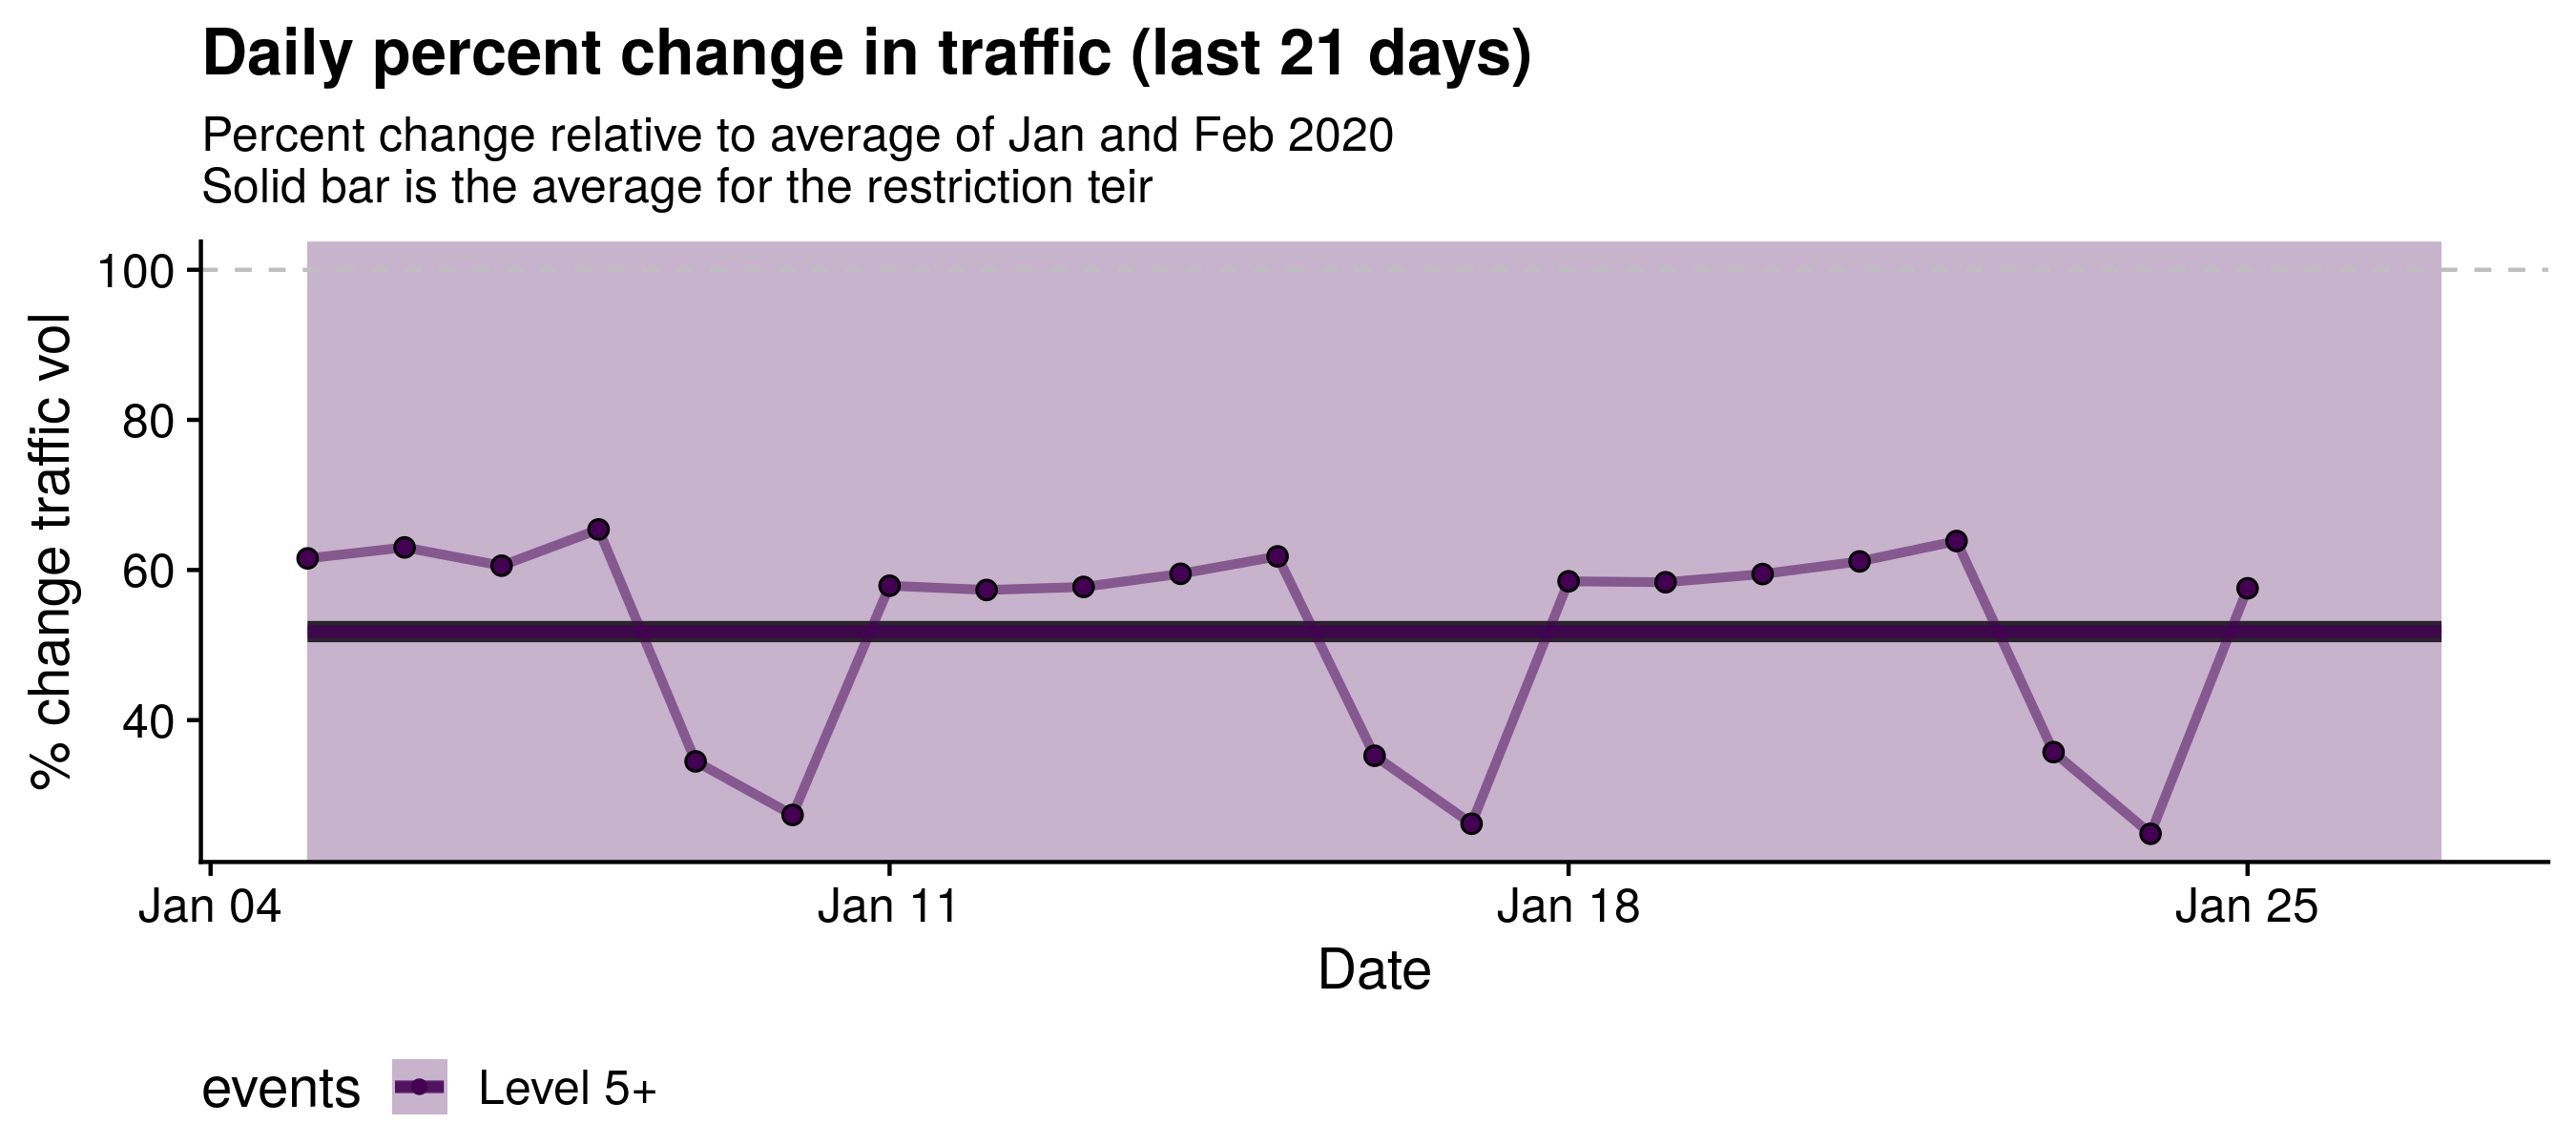 Daily percent change in traffic (last 21 days)
Percent change relative to average of Jan and Feb 2020
Solid bar is the average for the restriction teir
% change traffic vol
100
80
60
40
Jan 04 Jan 11 Jan 18 Jan 25
Date
events Level 5+